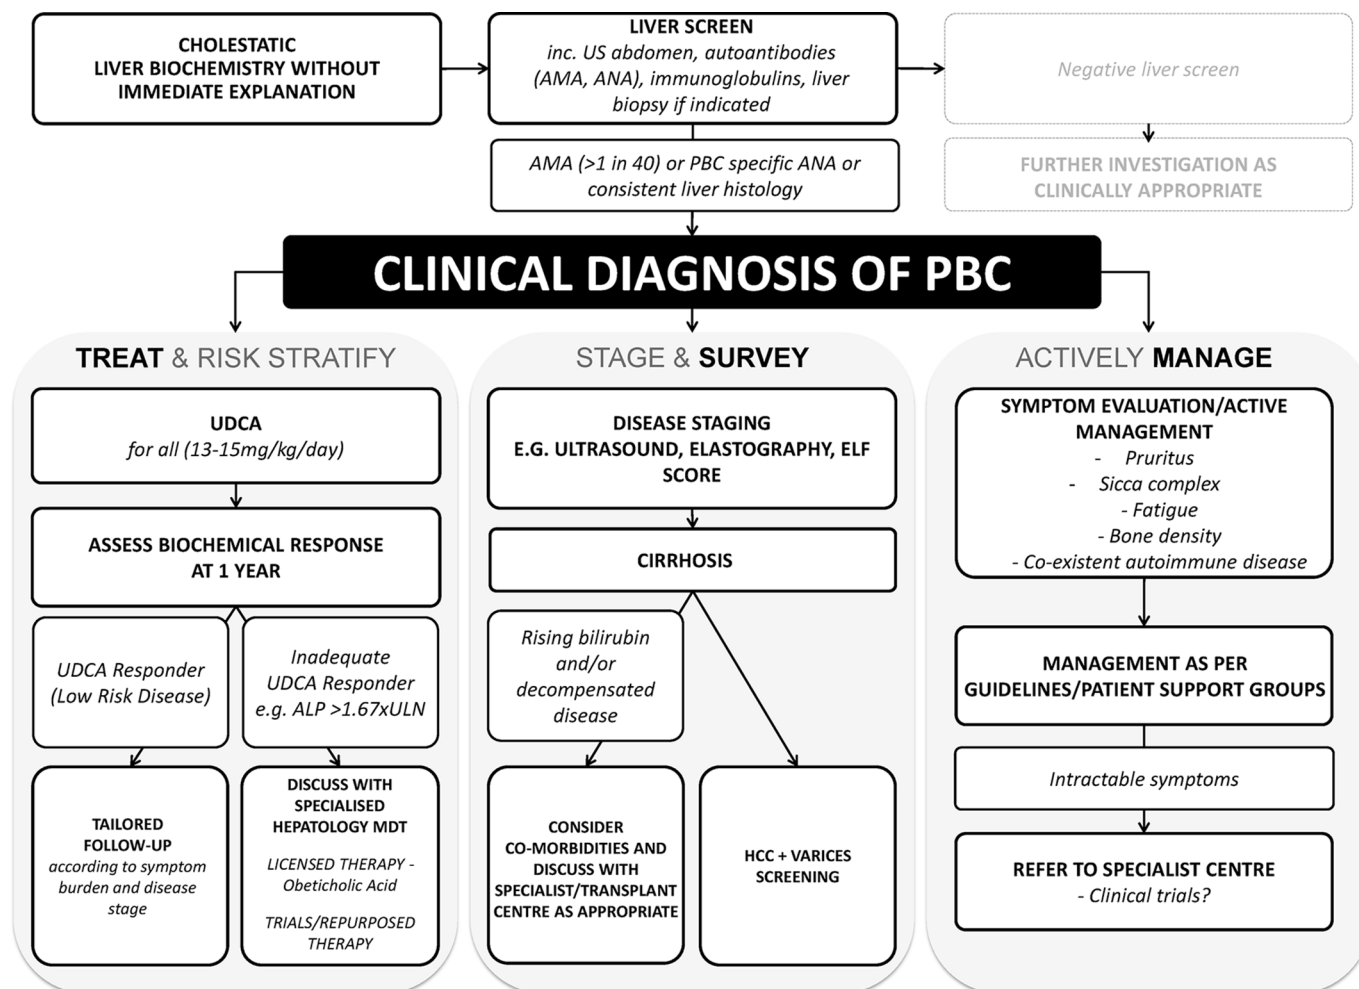 CHOLESTATIC
LIVER BIOCHEMISTRY WITHOUT
IMMEDIATE EXPLANATION
LIVER SCREEN
inc. US abdomen, autoantibodies
(AMA, ANA), immunoglobulins, liver
biopsy if indicated
Negative liver screen
AMA (>1 in 40) or PBC specific ANA or
consistent liver histology
FURTHER INVESTIGATION AS
CLINICALLY APPROPRIATE
CLINICAL DIAGNOSIS OF PBC
TREAT & RISK STRATIFY
UDCA
for all (13-15mg/kg/day)
ASSESS BIOCHEMICAL RESPONSE
AT 1 YEAR
UDCA Responder
(Low Risk Disease)
Inadequate
UDCA Responder
e.g. ALP >1.67xULN
TAILORED
FOLLOW-UP
according to symptom
burden and disease
stage
DISCUSS WITH
SPECIALISED
HEPATOLOGY MDT
LICENSED THERAPY -
Obeticholic Acid
TRIALS/REPURPOSED
THERAPY
STAGE & SURVEY
DISEASE STAGING
E.G. ULTRASOUND, ELASTOGRAPHY, ELF
SCORE
CIRRHOSIS
Rising bilirubin
and/or
decompensated
disease
CONSIDER
CO-MORBIDITIES AND
DISCUSS WITH
SPECIALIST/TRANSPLANT
CENTRE AS APPROPRIATE
HCC + VARICES
SCREENING
ACTIVELY MANAGE
SYMPTOM EVALUATION/ACTIVE
MANAGEMENT
- Pruritus
- Sicca complex
- Fatigue
- Bone density
- Co-existent autoimmune disease
MANAGEMENT AS PER
GUIDELINES/PATIENT SUPPORT GROUPS
Intractable symptoms
REFER TO SPECIALIST CENTRE
- Clinical trials?